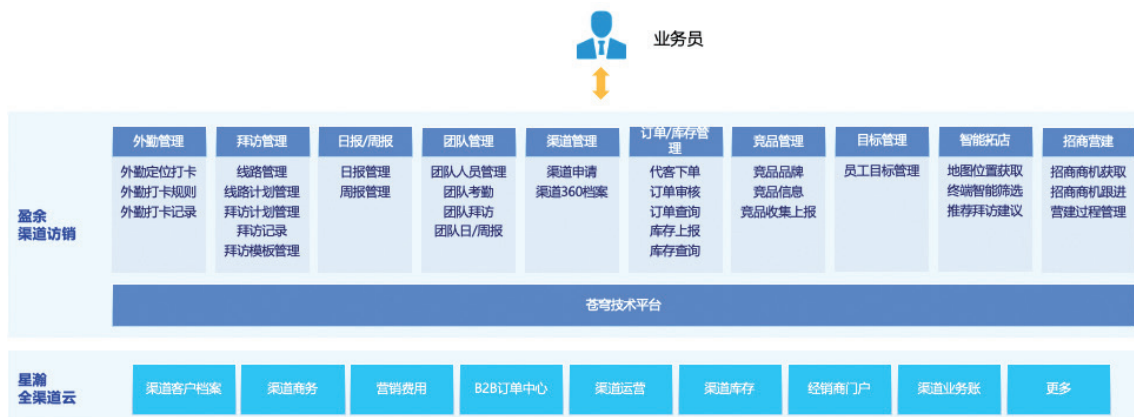 业务员
外勤管理
拜访管理
日报/周报
团队管理
渠道管理
订单/库存管
理
竞品管理
目标管理
智能拓店
招商营建
外勤定位打卡
外勤打卡规则
外勤打卡记录
线路管理
线路计划管理
拜访计划管理
拜访记录
拜访模板管理
日报管理
周报管理
团队人员管理
团队考勤
团队拜访
团队日/周报
渠道申请
渠道360档案
代客下单
订单审核
订单查询
库存上报
库存查询
竞品品牌
竞品信息
竞品收集上报
员工目标管理
地图位置获取
终端智能筛选
推荐拜访建议
招商商机获取
招商商机跟进
营建过程管理
盈余
渠道访销
苍穹技术平台
星瀚
全渠道云
渠道客户档案
渠道商务
营销费用
B2B订单中心
渠道运营
渠道库存
经销商门户
渠道业务账
更多